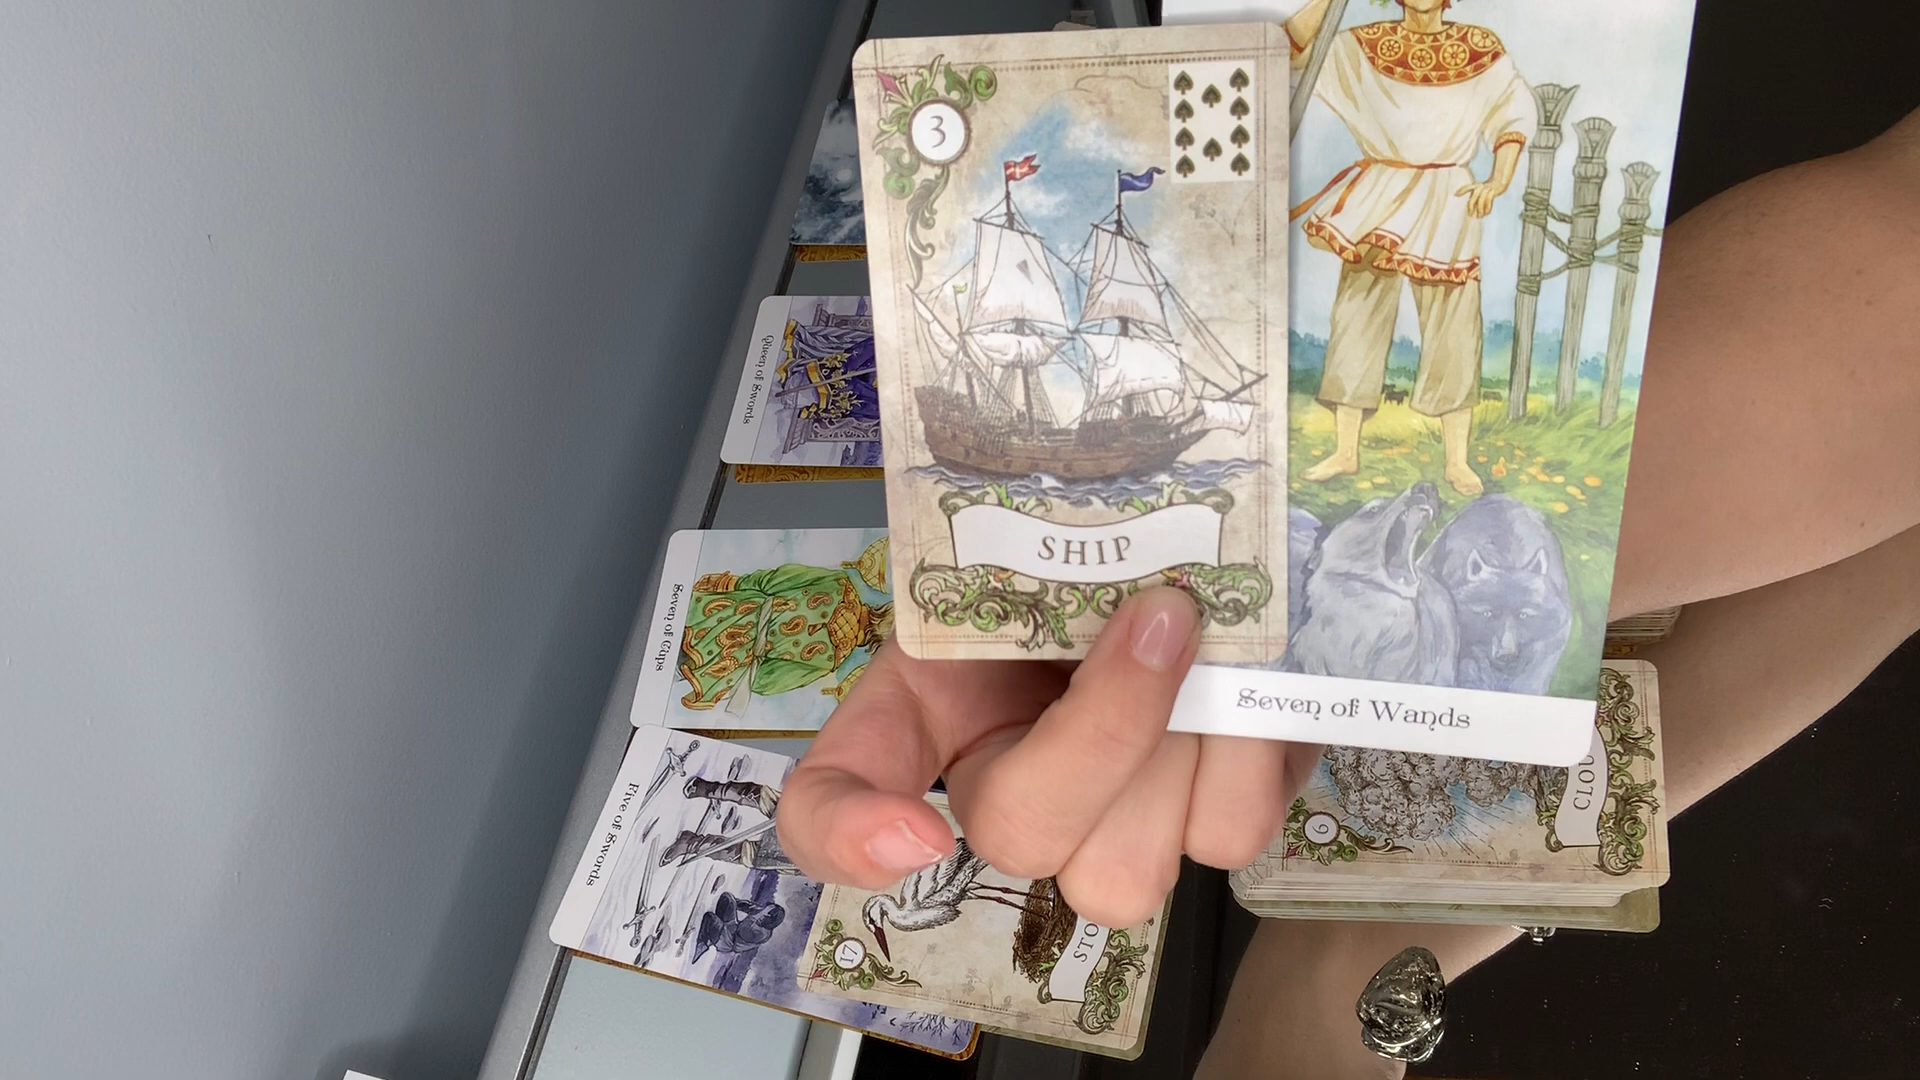 3
SHIP
Seven of Wands
Queen of Swords
Seven of Cups
Five of Swords
17
STO
6
CLOU